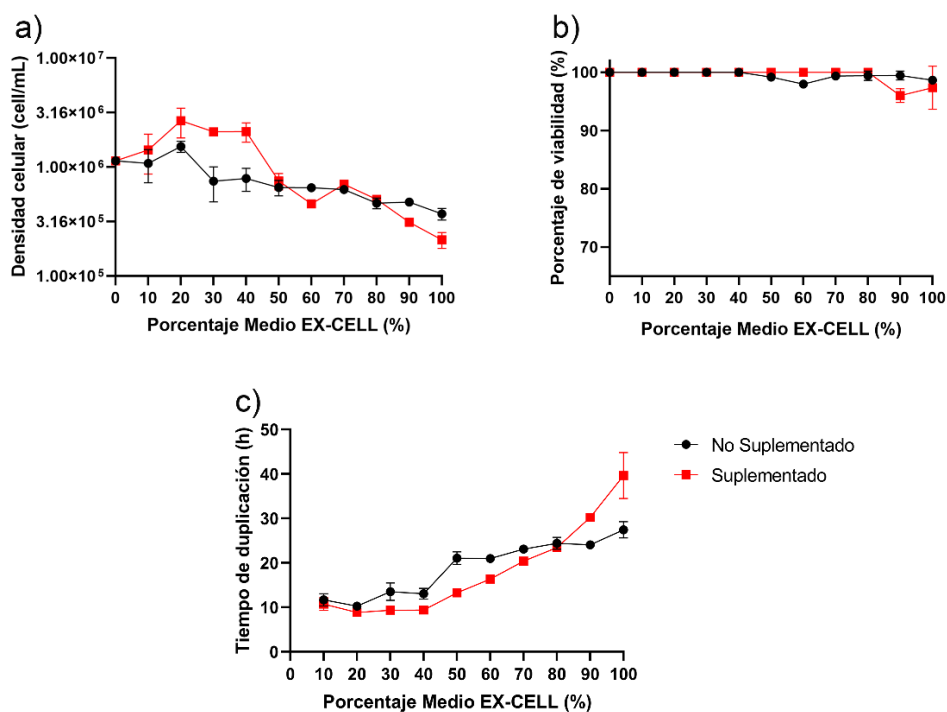 a)
Densidad celular (cell/mL)
1.00×10⁷
3.16×10⁶
1.00×10⁶
3.16×10⁵
1.00×10⁵
0 10 20 30 40 50 60 70 80 90 100
Porcentaje Medio EX-CELL (%)
b)
Porcentaje de viabilidad (%)
100
90
80
70
0 10 20 30 40 50 60 70 80 90 100
Porcentaje Medio EX-CELL (%)
c)
Tiempo de duplicación (h)
50
40
30
20
10
0
0 10 20 30 40 50 60 70 80 90 100
Porcentaje Medio EX-CELL (%)
No Suplementado
Suplementado